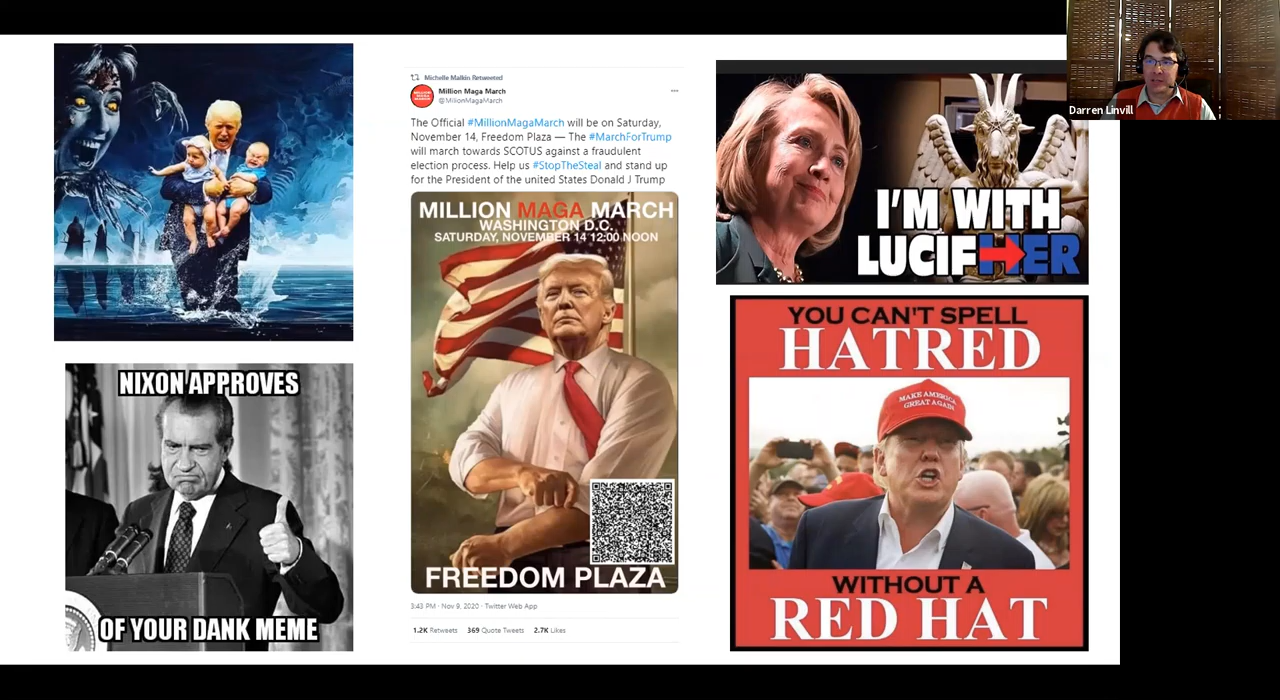 NIXON APPROVES
OF YOUR DANK MEME
Michelle Malkin Retweeted
Million Maga March
@MillionMagaMarch
The Official #MillionMagaMarch will be on Saturday,
November 14, Freedom Plaza — The #MarchForTrump
will march towards SCOTUS against a fraudulent
election process. Help us #StopTheSteal and stand up
for the President of the united States Donald J Trump
MILLION MAGA MARCH
WASHINGTON D.C.
SATURDAY, NOVEMBER 14 12:00 NOON
FREEDOM PLAZA
3:43 PM · Nov 9, 2020 · Twitter Web App
1.2K Retweets 369 Quote Tweets 2.7K Likes
I'M WITH
LUCIFHER
YOU CAN'T SPELL
HATRED
MAKE AMERICA
GREAT AGAIN
WITHOUT A
RED HAT
Darren Linvill